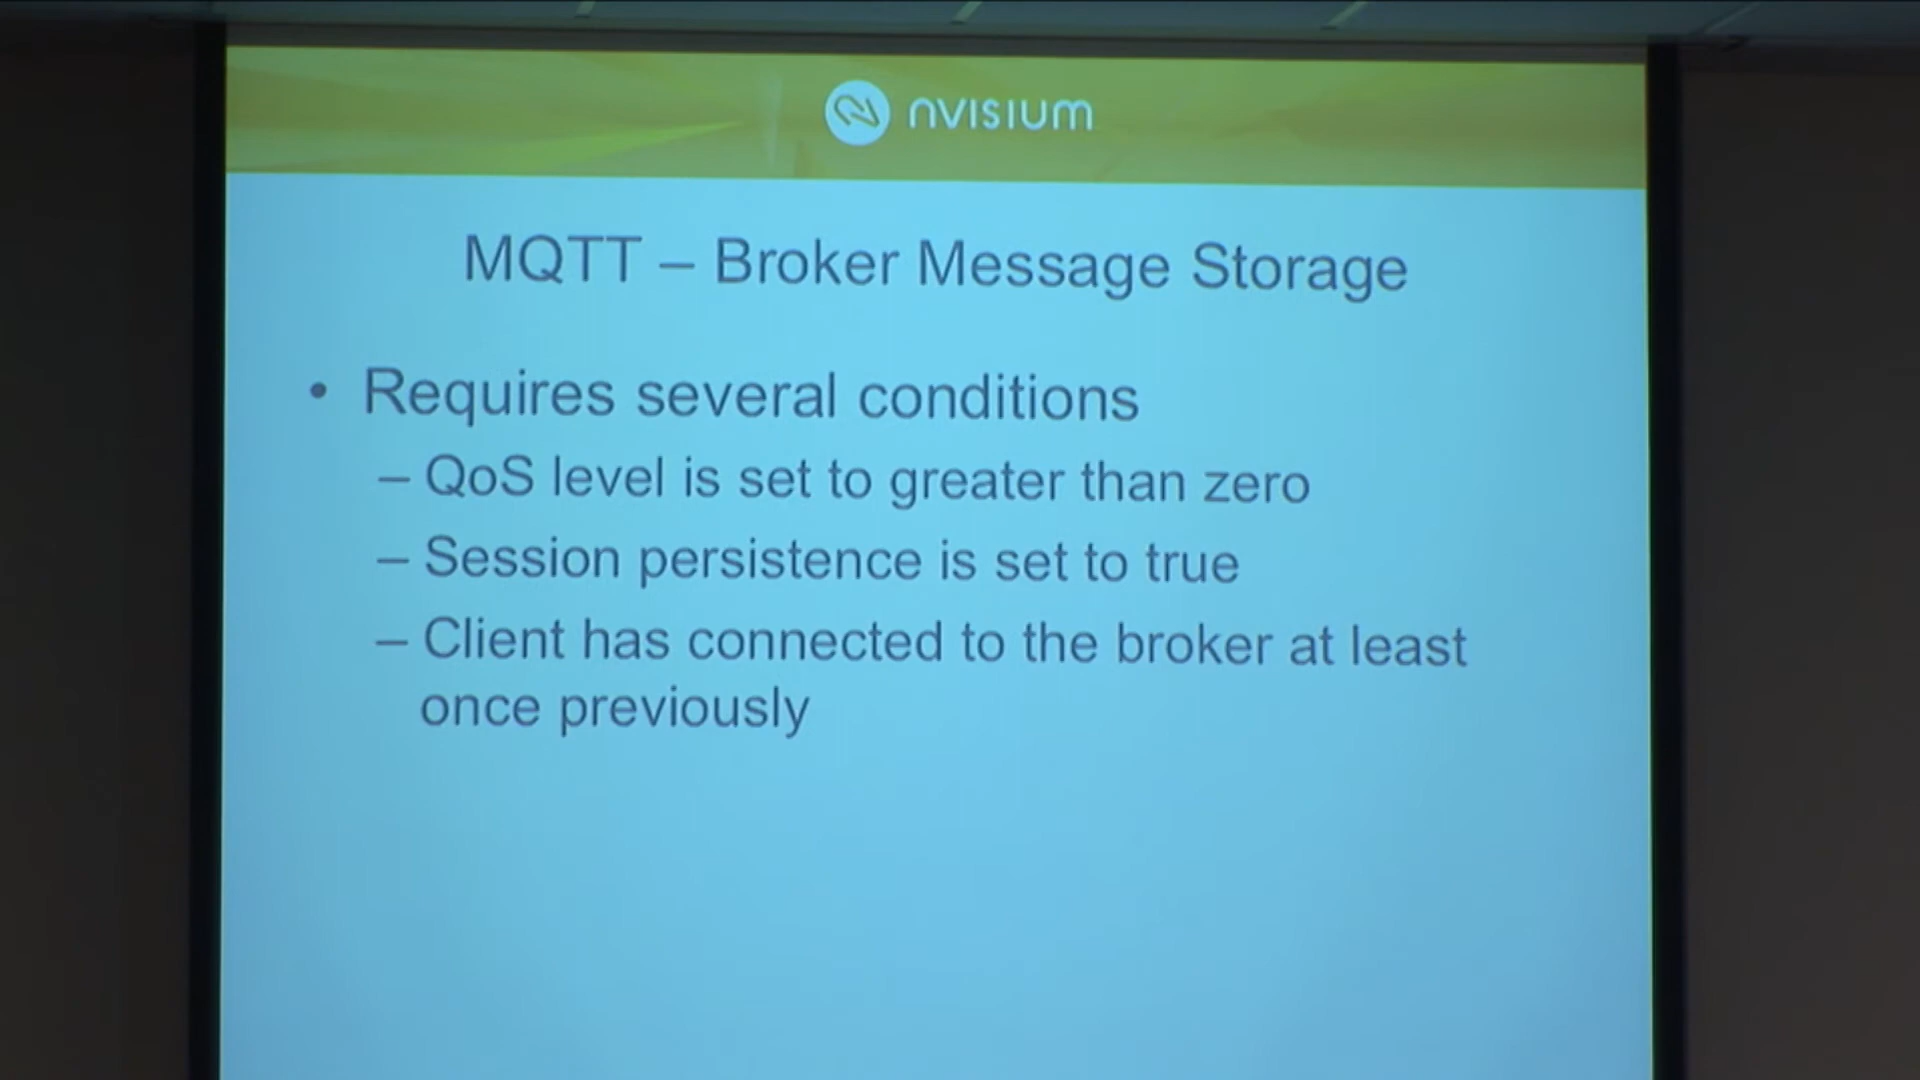 nVISIUM
MQTT – Broker Message Storage
• Requires several conditions
– QoS level is set to greater than zero
– Session persistence is set to true
– Client has connected to the broker at least
once previously